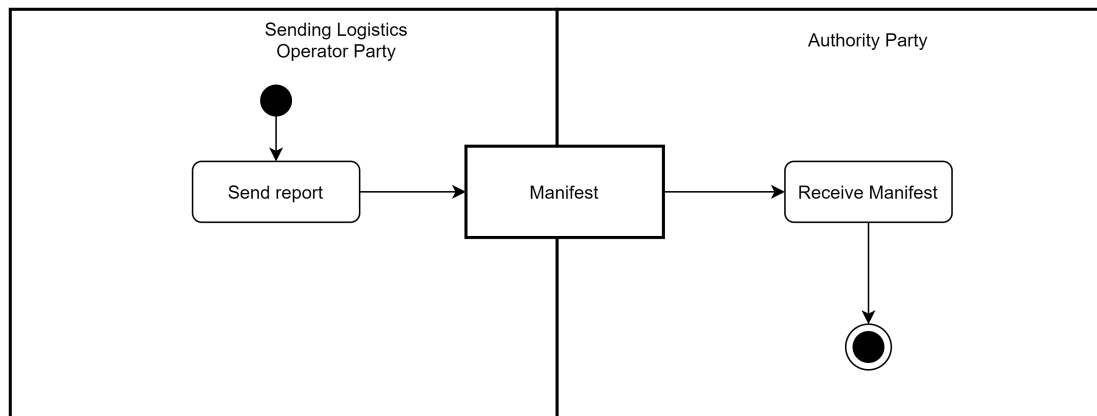 Sending Logistics
Operator Party
Authority Party
Send report
Manifest
Receive Manifest